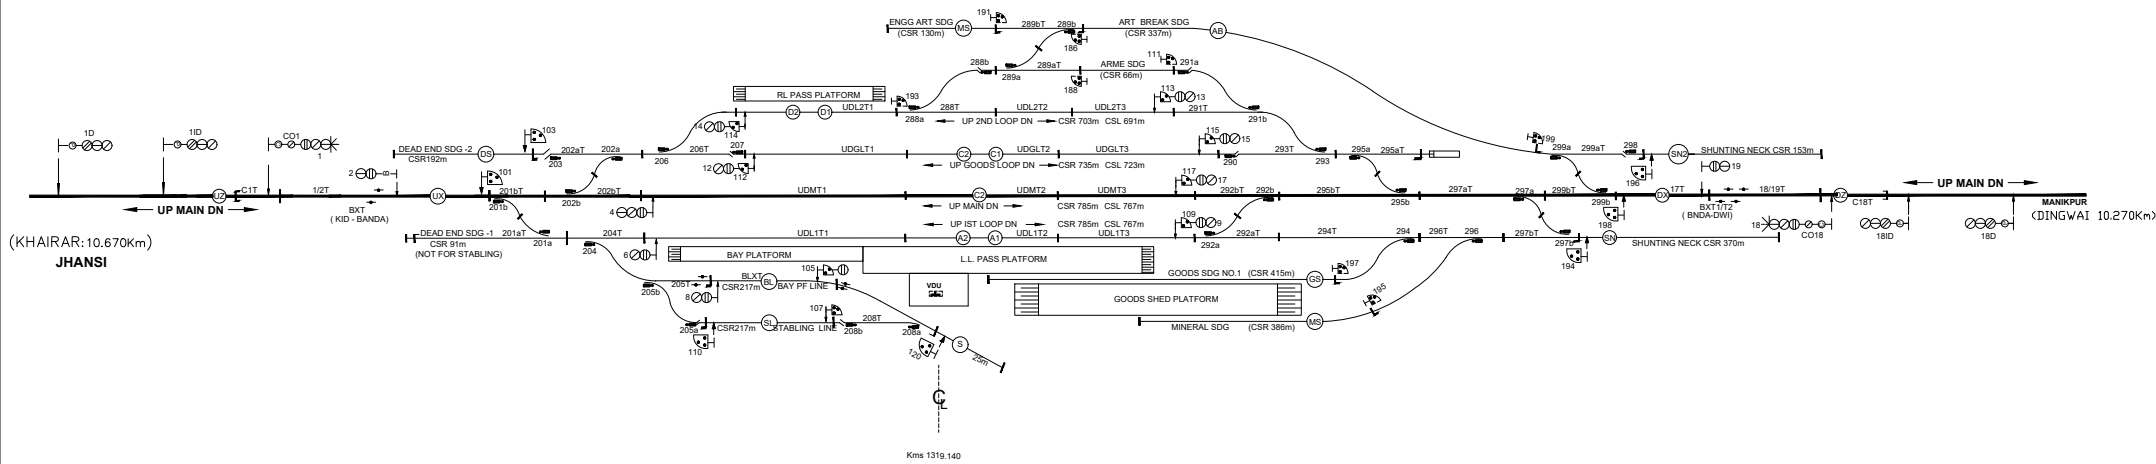 ENGG ART SDG
MS
191
289bT
289b
ART BREAK SDG
AB
(CSR 130m)
(CSR 337m)
186
111
288b
289aT
ARME SDG
291a
289a
(CSR 66m)
188
RL PASS PLATFORM
193
113
13
D2
D1
UDL2T1
288T
UDL2T2
UDL2T3
291T
14
114
288a
UP 2ND LOOP DN
CSR 703m CSL 691m
291b
1D
1ID
CO1
1
103
115
15
199
DEAD END SDG -2
DS
202aT
202a
206T
207
UDGLT1
C2
C1
UDGLT2
UDGLT3
293T
295a
295aT
299aT
298
SN2
SHUNTING NECK CSR 153m
CSR192m
203
206
12
112
UP GOODS LOOP DN
CSR 735m CSL 723m
290
293
299a
19
2
B
101
117
17
196
UZ
C1T
1/2T
UX
201bT
202bT
UDMT1
C2
UDMT2
UDMT3
292bT
292b
295bT
297aT
297a
299bT
DX
17T
18/19T
DZ
UP MAIN DN
UP MAIN DN
BXT
( KID - BANDA)
201b
202b
4
UP MAIN DN
CSR 785m CSL 767m
295b
299b
BXT1/T2
( BNDA-DWI)
C18T
MANIKPUR
(DINGWAI 10.270Km)
UP IST LOOP DN
CSR 785m CSL 767m
109
9
198
18
CO18
18ID
18D
(KHAIRAR:10.670Km)
JHANSI
DEAD END SDG -1
201aT
204T
UDL1T1
A2
A1
UDL1T2
UDL1T3
292aT
294T
294
296T
296
297bT
SN
CSR 91m
(NOT FOR STABLING)
201a
204
6
292a
297b
SHUNTING NECK CSR 370m
BAY PLATFORM
L.L. PASS PLATFORM
194
BLXT
105
GOODS SDG NO.1 (CSR 415m)
197
GS
205b
205T
CSR217m
BL
BAY PF LINE
VDU
8
GOODS SHED PLATFORM
195
107
208T
205a
CSR217m
SL
STABLING LINE
208b
208a
MINERAL SDG (CSR 386m)
MS
110
120
S
25m
CL
Kms 1319.140